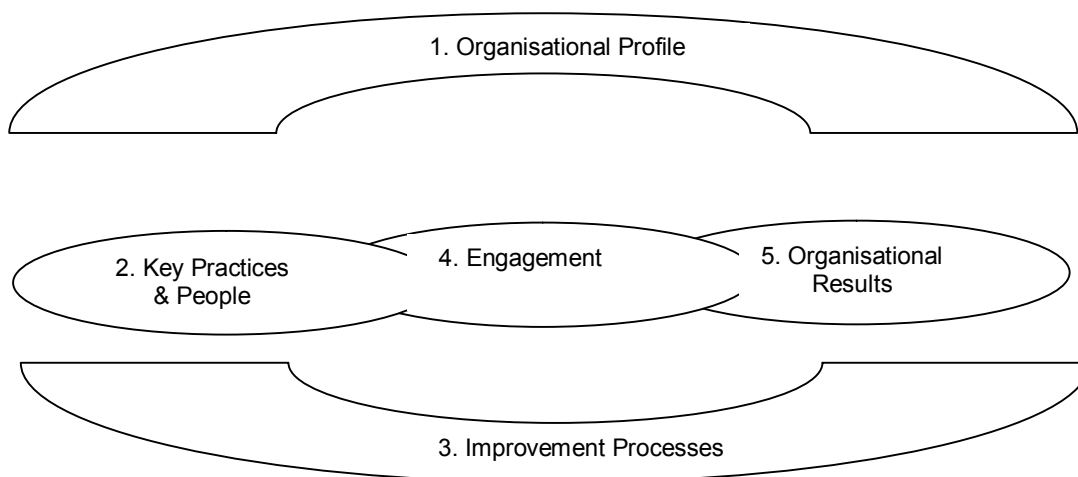 1. Organisational Profile
2. Key Practices
& People
4. Engagement
5. Organisational
Results
3. Improvement Processes